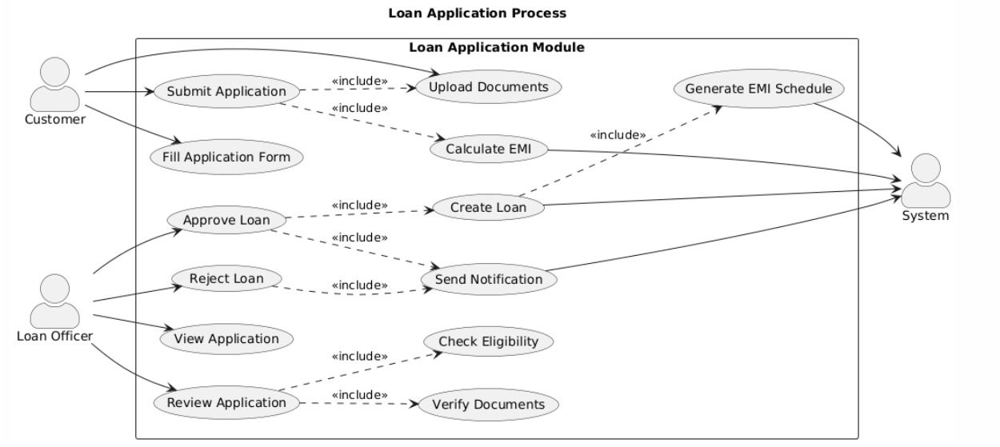 Loan Application Process
Loan Application Module
Customer
Submit Application
«include»
Upload Documents
Generate EMI Schedule
«include»
Fill Application Form
Calculate EMI
«include»
System
Approve Loan
«include»
Create Loan
«include»
Loan Officer
Reject Loan
«include»
Send Notification
View Application
Check Eligibility
«include»
Review Application
«include»
Verify Documents